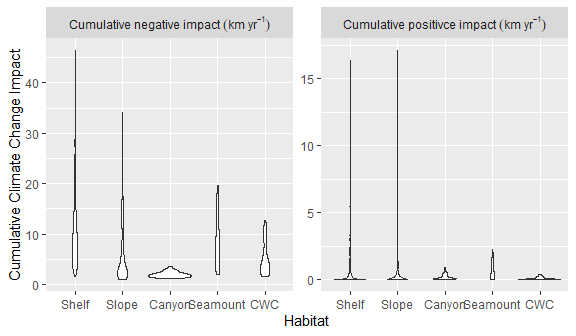 Cumulative negative impact (km yr⁻¹)
Cumulative positivce impact (km yr⁻¹)
Cumulative Climate Change Impact
40
30
20
10
0
15
10
5
0
Shelf Slope Canyon Seamount CWC
Shelf Slope Canyon Seamount CWC
Habitat